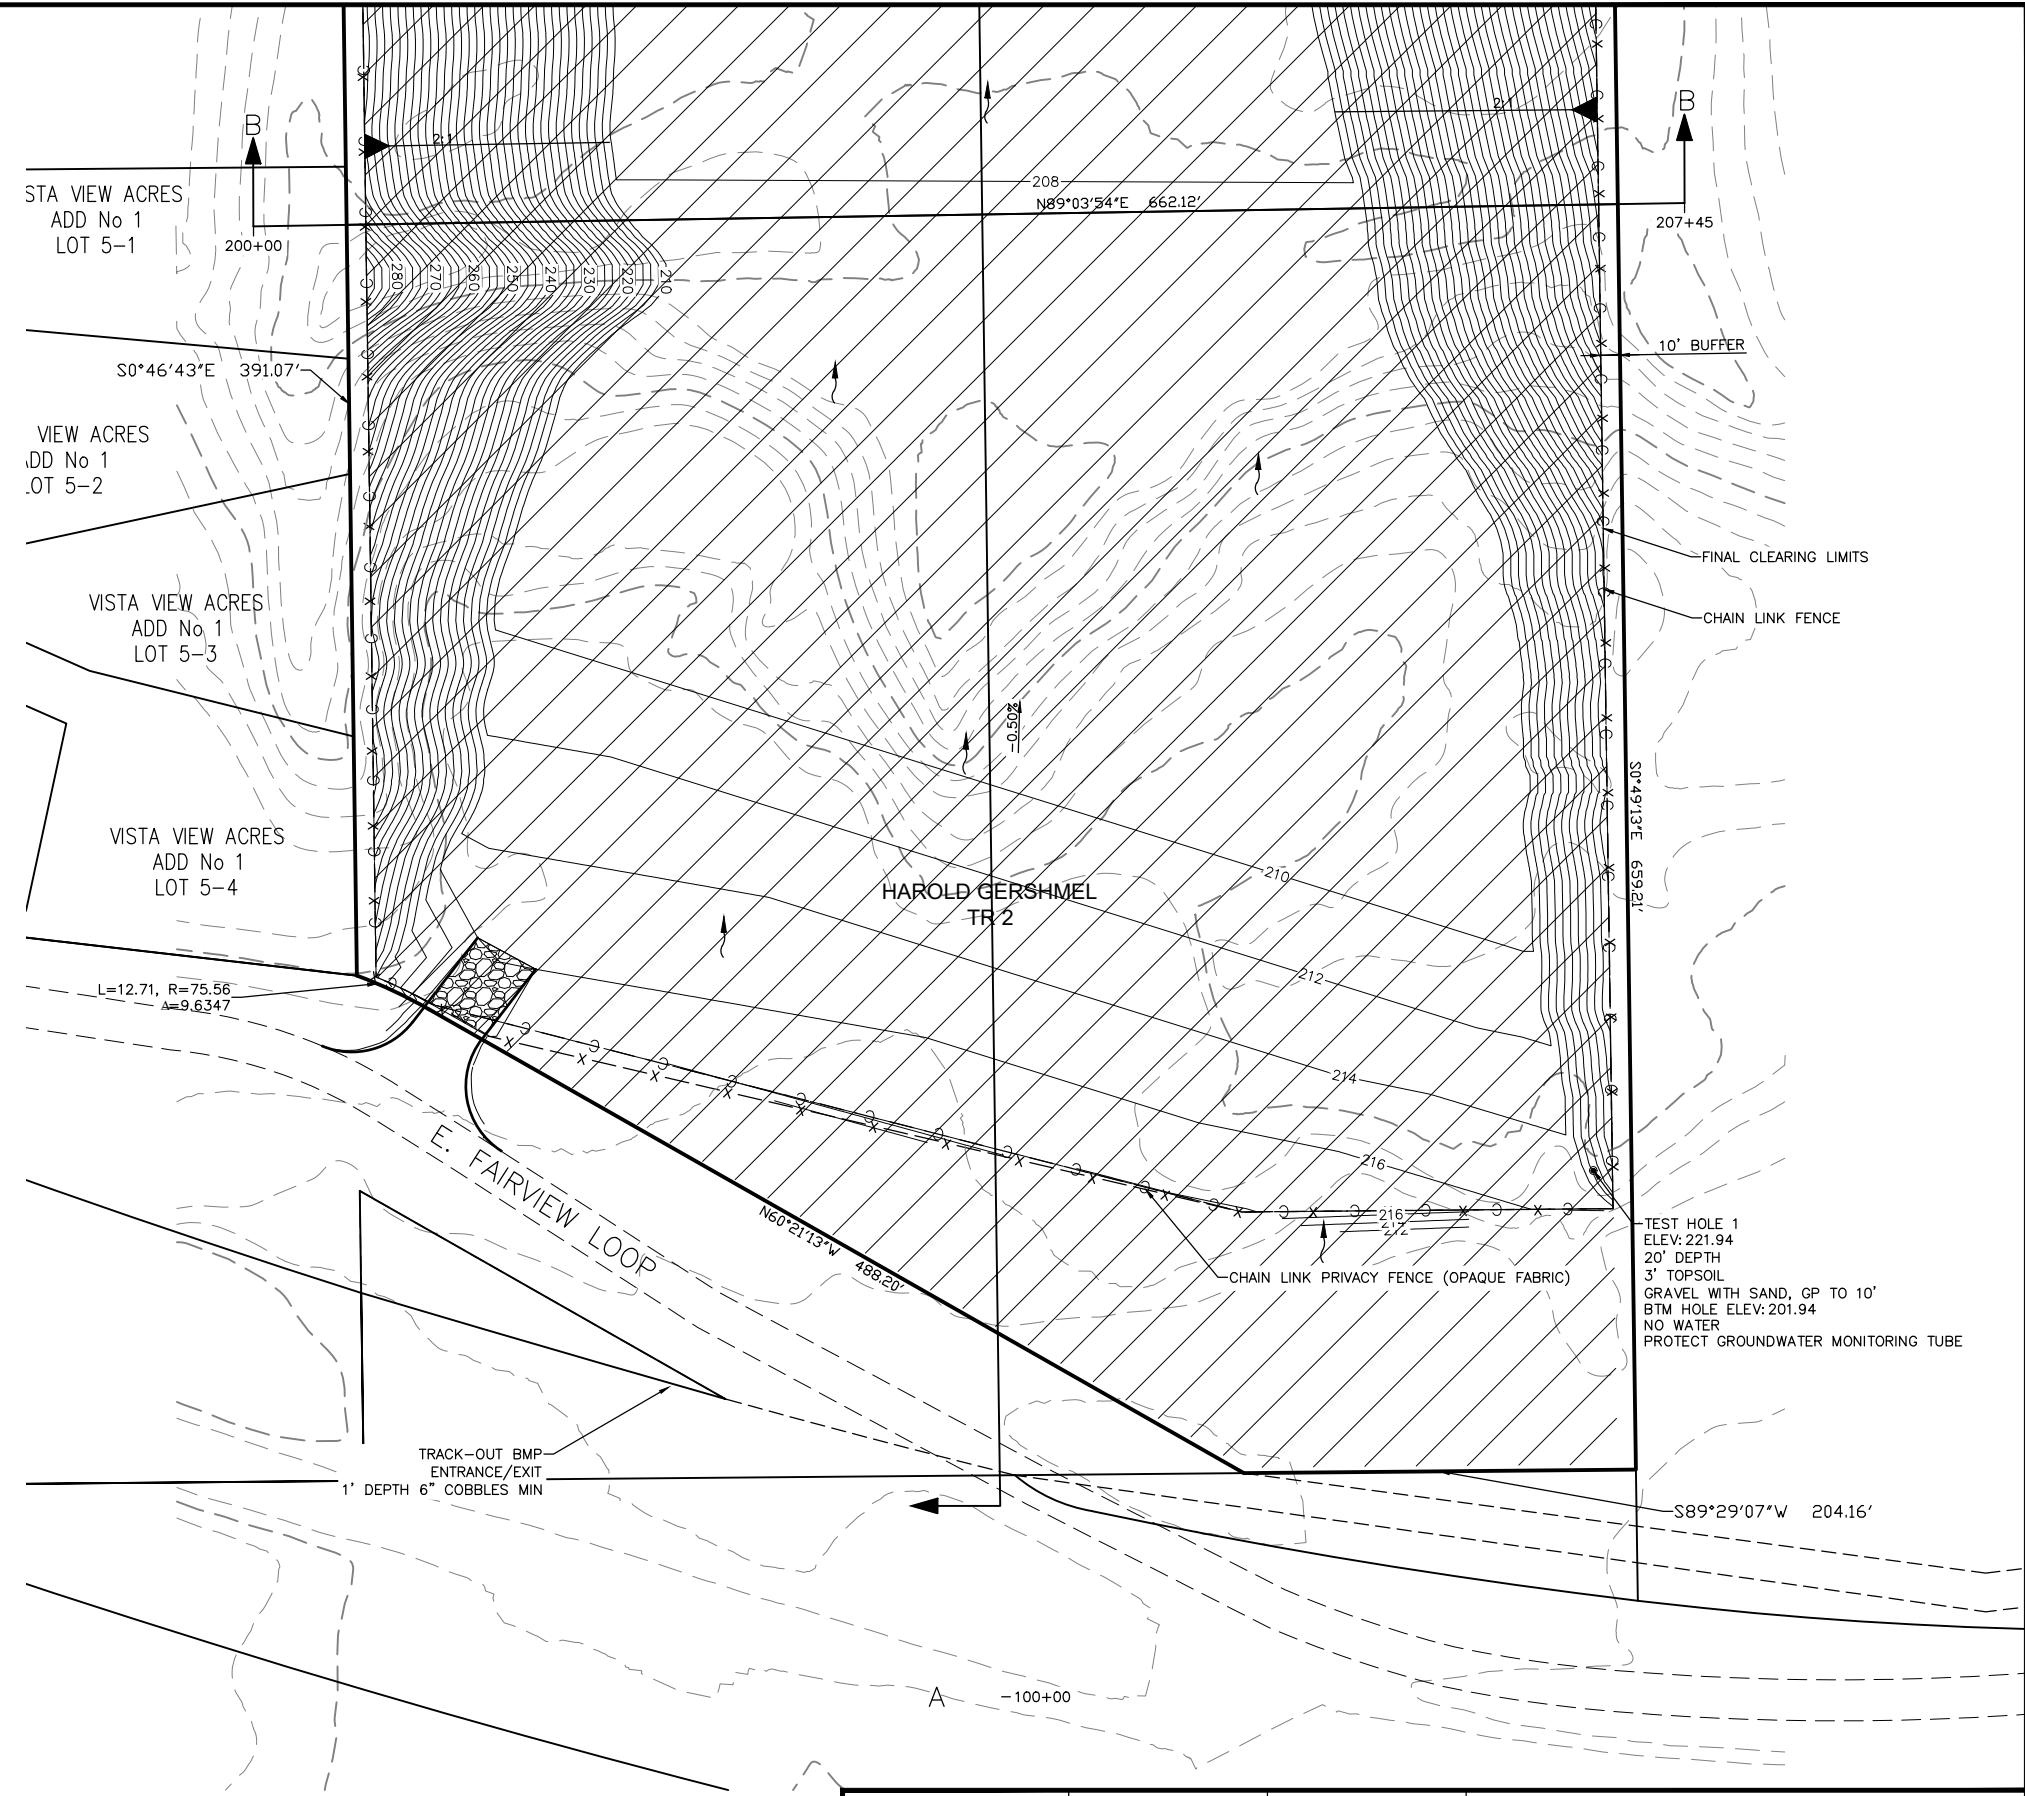 B
B
2:1
2:1
STA VIEW ACRES
ADD No 1
LOT 5-1
208
N89°03'54"E 662.12'
200+00
207+45
280
270
260
250
240
230
220
210
10' BUFFER
S0°46'43"E 391.07'
VIEW ACRES
DD No 1
LOT 5-2
FINAL CLEARING LIMITS
CHAIN LINK FENCE
VISTA VIEW ACRES
ADD No 1
LOT 5-3
-0.50%
S0°49'13"E 659.21'
VISTA VIEW ACRES
ADD No 1
LOT 5-4
210
HAROLD GERSHMEL
TR 2
212
L=12.71, R=75.56
Δ=9.6347
214
216
E. FAIRVIEW LOOP
N60°21'13"W 488.20'
216
212
CHAIN LINK PRIVACY FENCE (OPAQUE FABRIC)
TEST HOLE 1
ELEV: 221.94
20' DEPTH
3' TOPSOIL
GRAVEL WITH SAND, GP TO 10'
BTM HOLE ELEV: 201.94
NO WATER
PROTECT GROUNDWATER MONITORING TUBE
TRACK-OUT BMP
ENTRANCE/EXIT
1' DEPTH 6" COBBLES MIN
S89°29'07"W 204.16'
A
-100+00